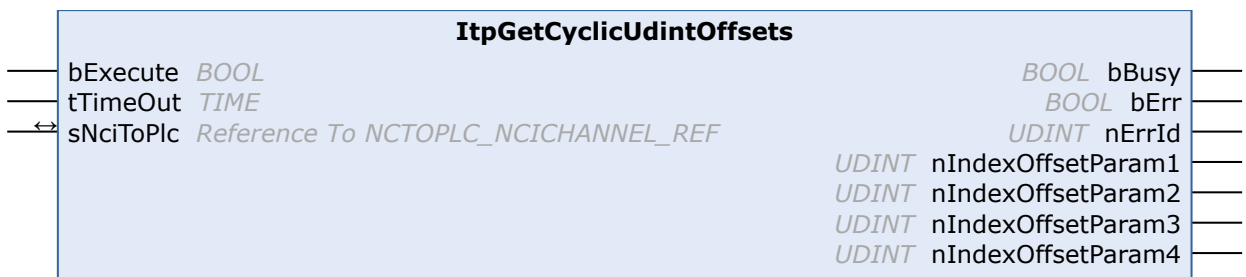 ItpGetCyclicUdintOffsets
bExecute BOOL BOOL bBusy
tTimeOut TIME BOOL bErr
↔ sNciToPlc Reference To NCTOPLC_NCICHANNEL_REF UDINT nErrId
UDINT nIndexOffsetParam1
UDINT nIndexOffsetParam2
UDINT nIndexOffsetParam3
UDINT nIndexOffsetParam4